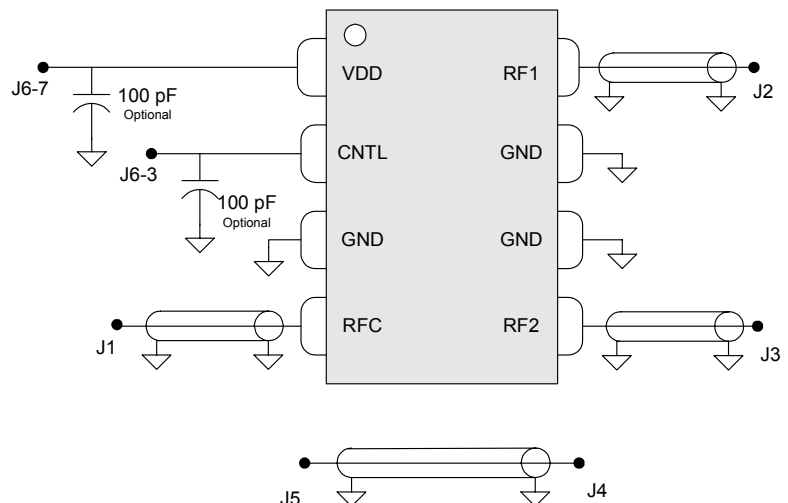 VDD
RF1
J6-7
J2
100 pF
Optional
CNTL
GND
J6-3
100 pF
Optional
GND
GND
RFC
RF2
J1
J3
J5
J4